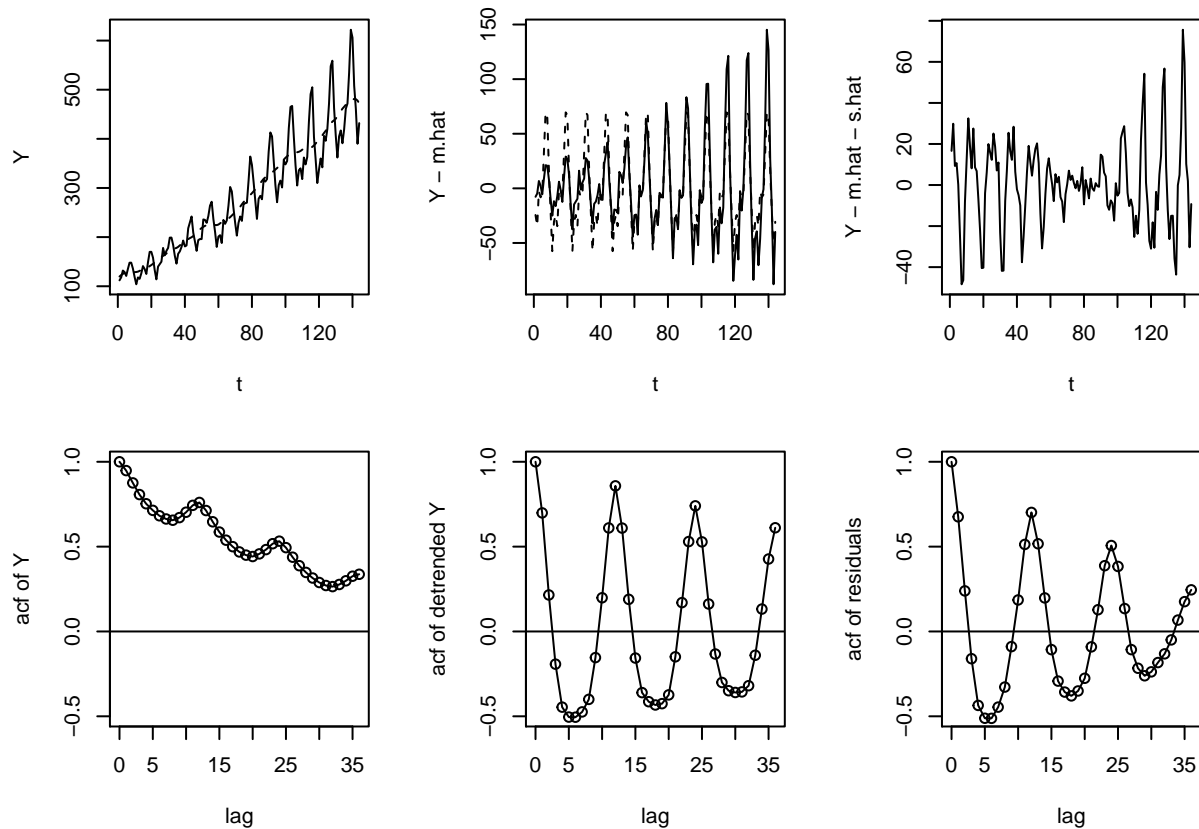 Y
100 300 500
0 40 80 120
t
Y − m.hat
−50 0 50 100 150
0 40 80 120
t
Y − m.hat − s.hat
−40 0 20 60
0 40 80 120
t
acf of Y
−0.5 0.0 0.5 1.0
0 5 15 25 35
lag
acf of detrended Y
−0.5 0.0 0.5 1.0
0 5 15 25 35
lag
acf of residuals
−0.5 0.0 0.5 1.0
0 5 15 25 35
lag